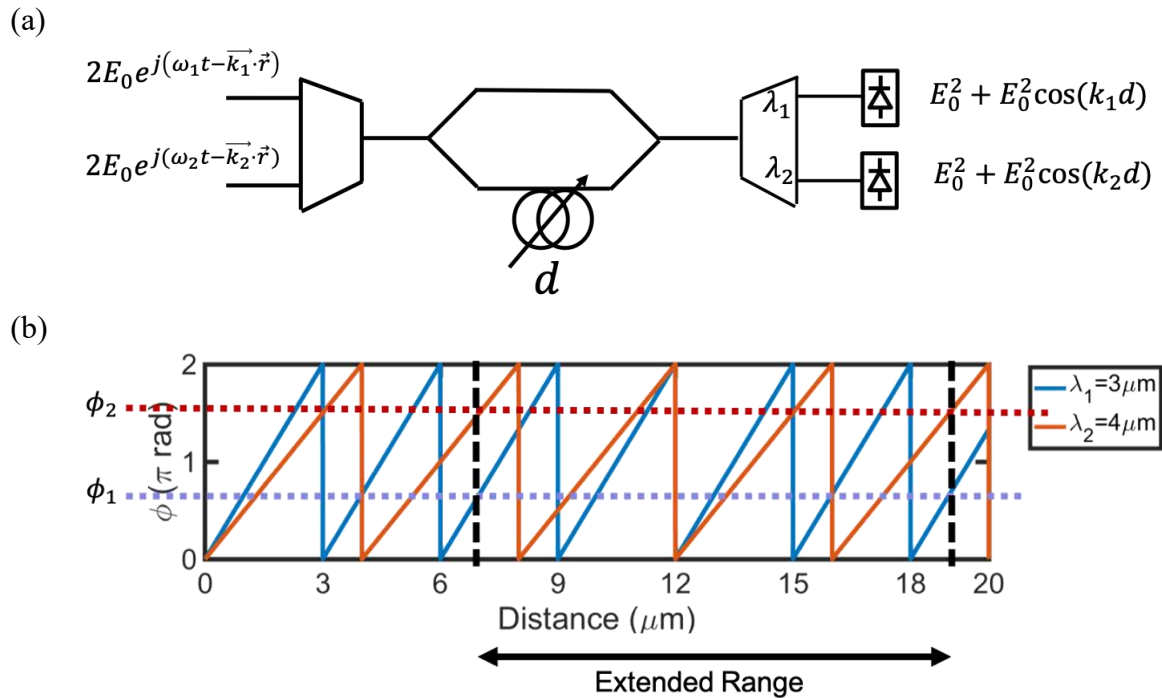 (a)
2E₀e^{j(ω₁t−k₁⃗·r⃗)}
2E₀e^{j(ω₂t−k₂⃗·r⃗)}
λ₁
λ₂
E₀² + E₀²cos(k₁d)
E₀² + E₀²cos(k₂d)
d
(b)
ϕ₂
ϕ₁
ϕ (π rad)
2
1
0
0 3 6 9 12 15 18 20
Distance (μm)
λ₁=3μm
λ₂=4μm
Extended Range